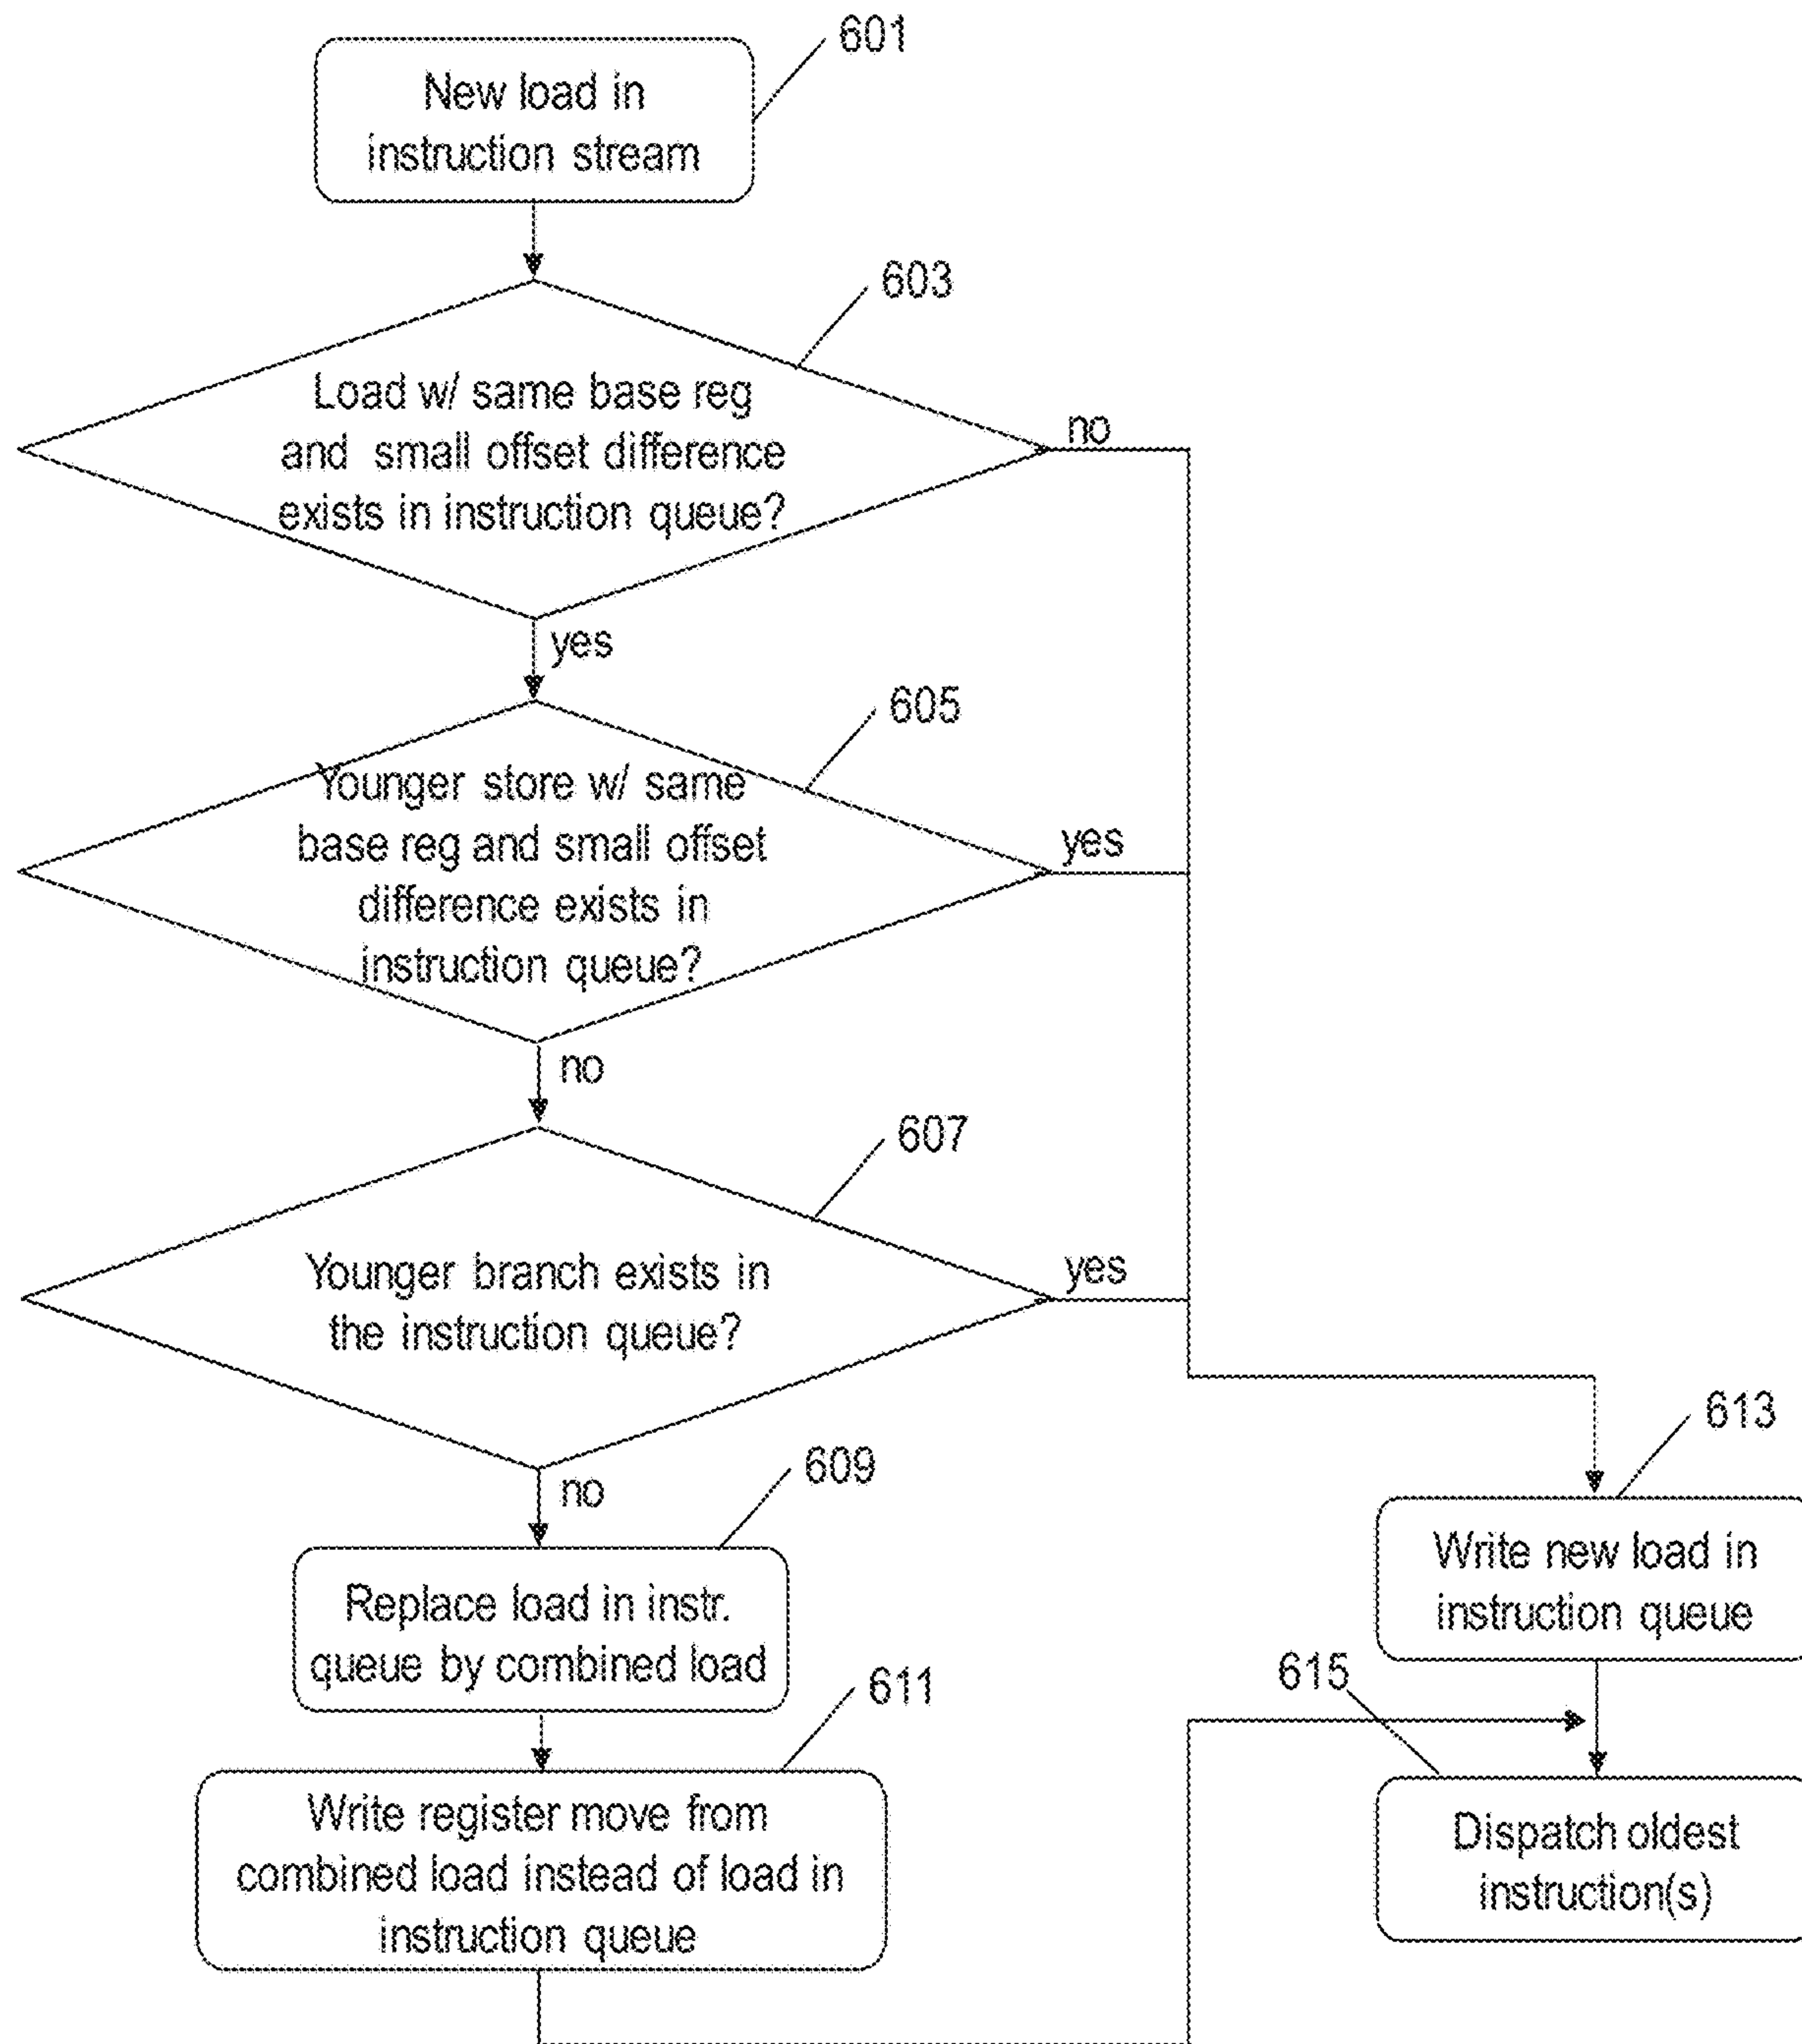 601
New load in
instruction stream
603
Load w/ same base reg
and small offset difference
exists in instruction queue?
no
yes
605
Younger store w/ same
base reg and small offset
difference exists in
instruction queue?
yes
no
607
Younger branch exists in
the instruction queue?
yes
no
609
Replace load in instr.
queue by combined load
611
Write register move from
combined load instead of load in
instruction queue
613
Write new load in
instruction queue
615
Dispatch oldest
instruction(s)